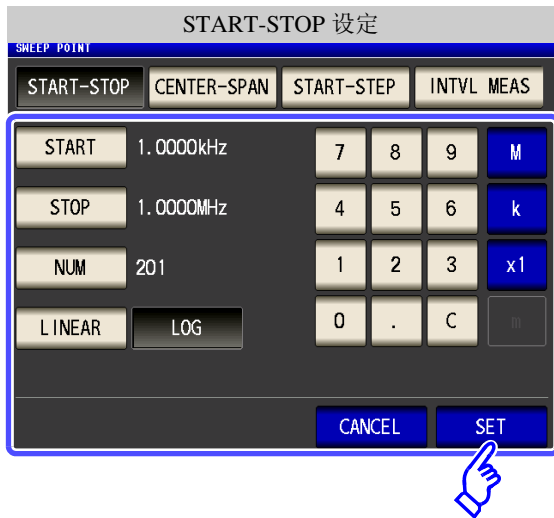 START-STOP 设定
SWEEP POINT
START-STOP CENTER-SPAN START-STEP INTVL MEAS
START 1.0000kHz 7 8 9 M
STOP 1.0000MHz 4 5 6 k
NUM 201 1 2 3 x1
LINEAR LOG 0 . C m
CANCEL SET